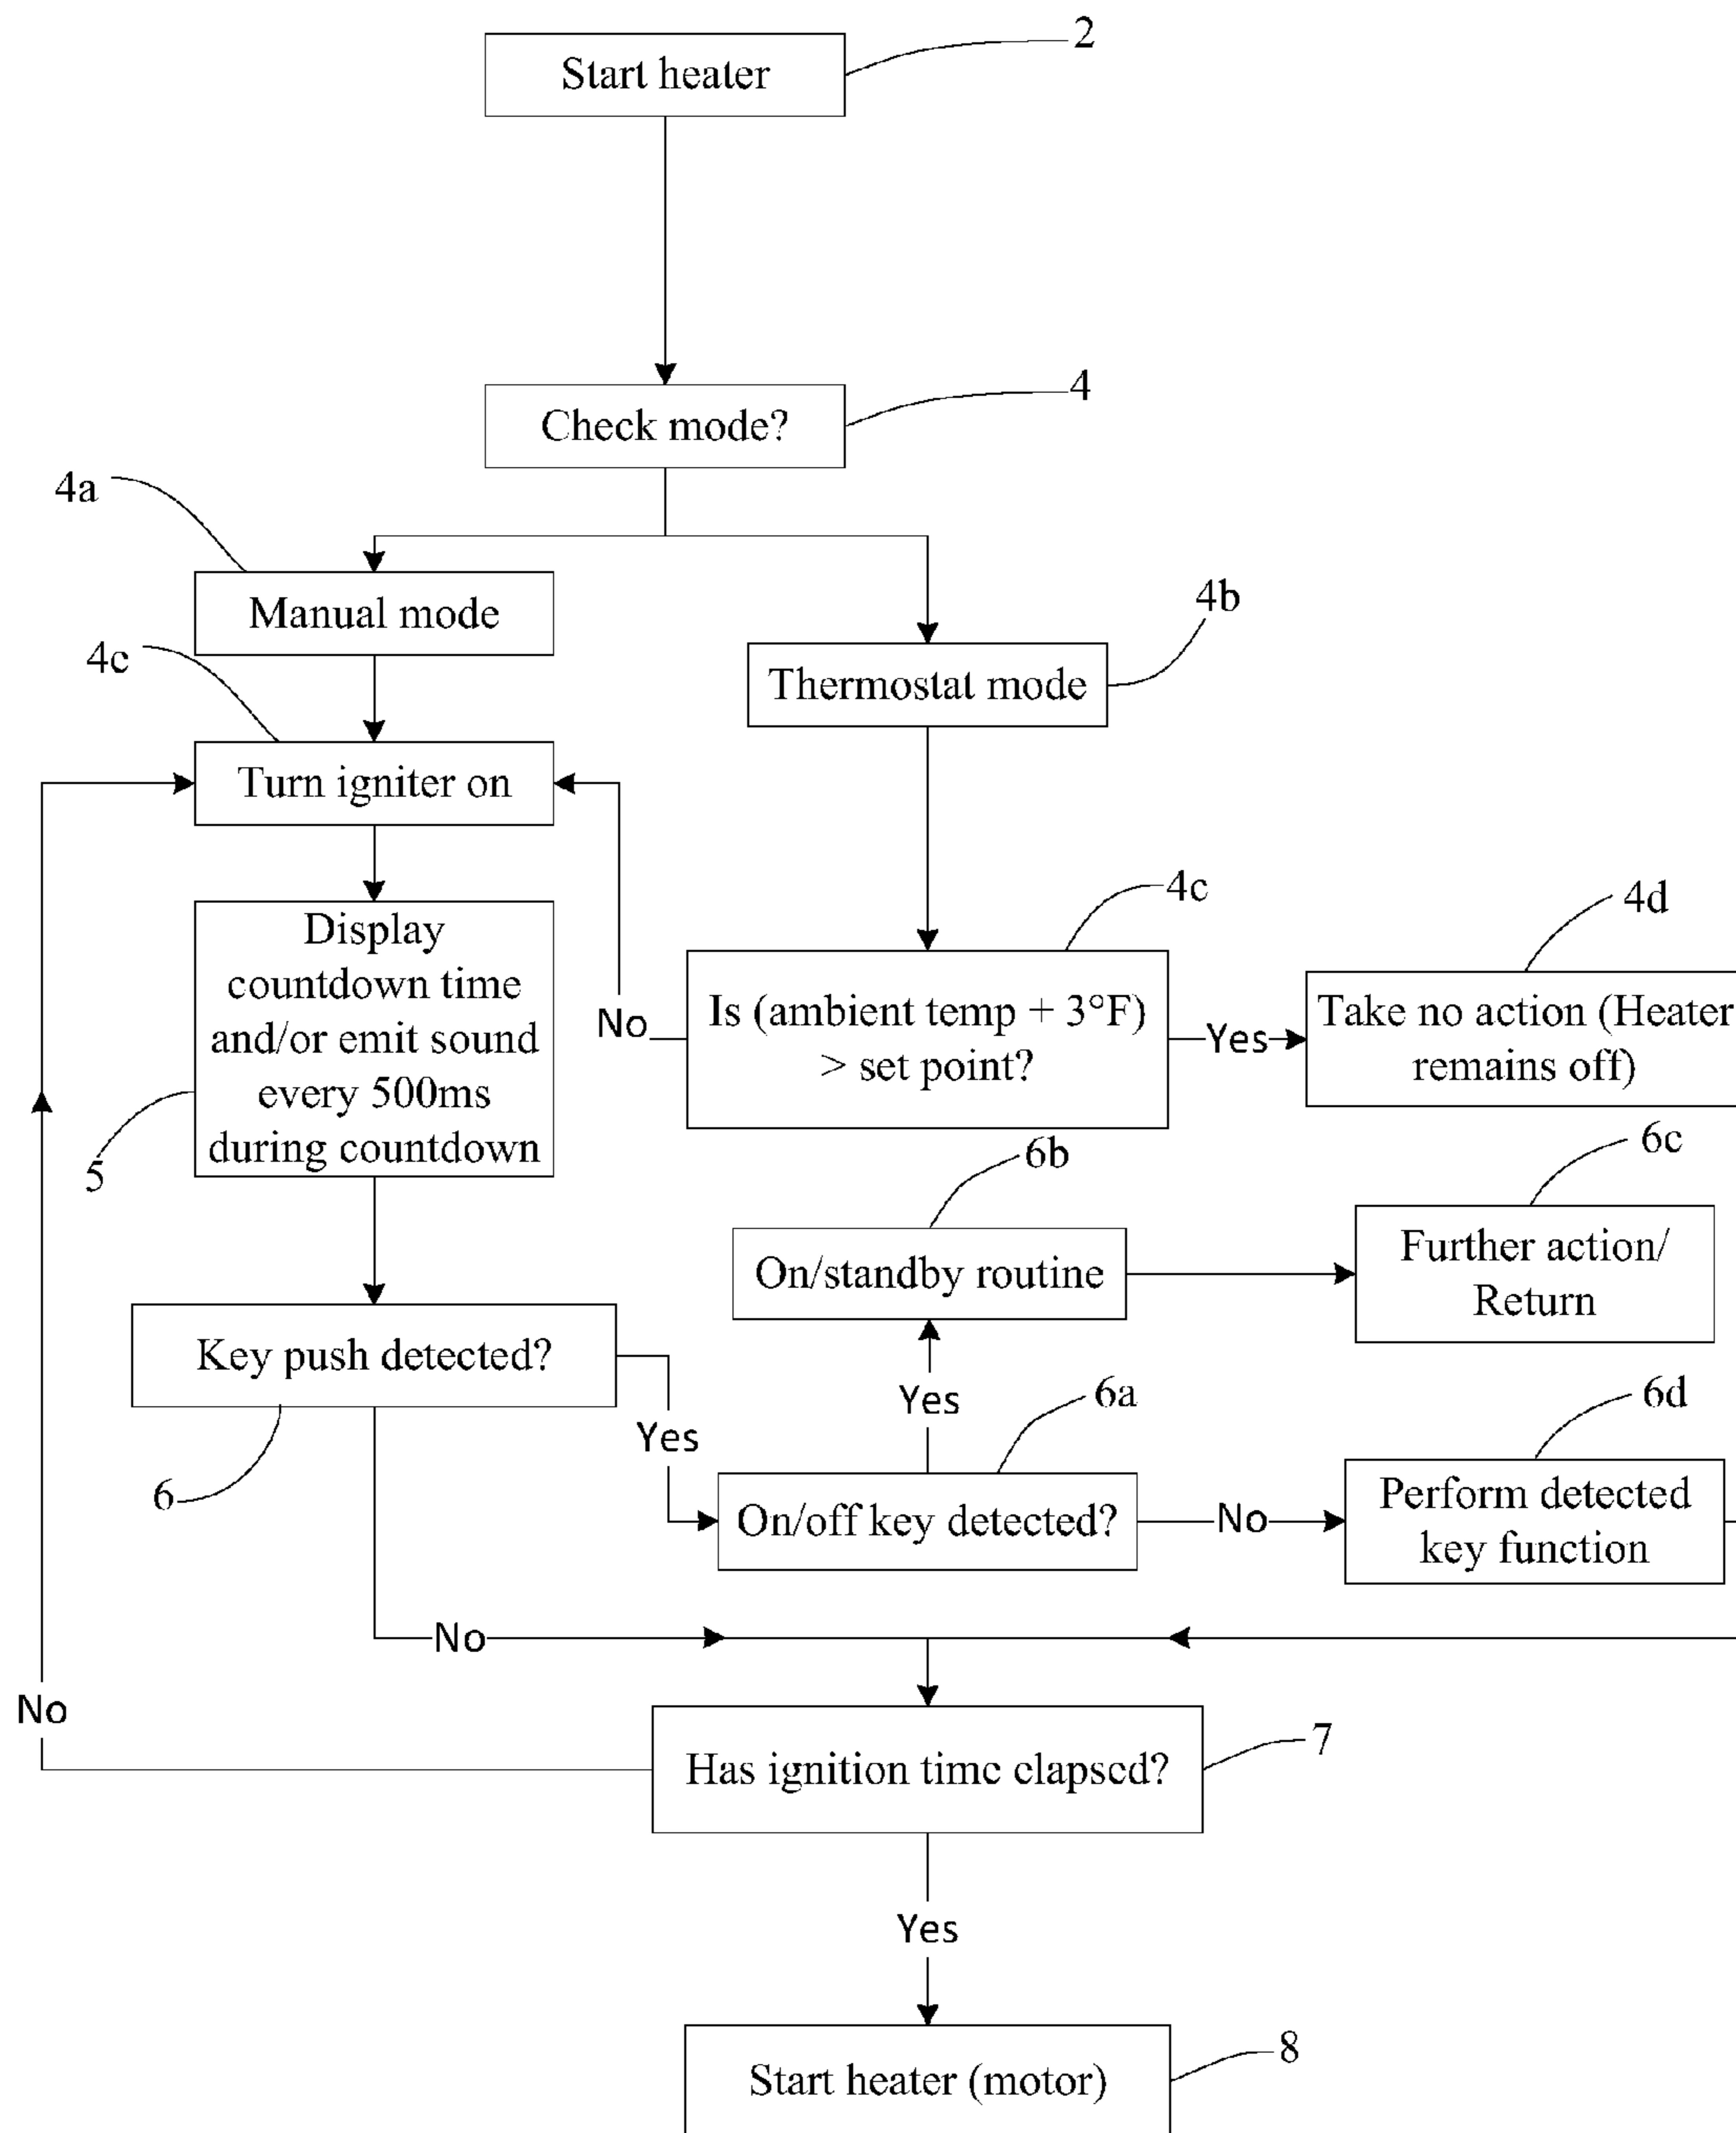 2
Start heater
4
Check mode?
4a
Manual mode
4b
4c
Thermostat mode
Turn igniter on
4c
4d
Display
countdown time
and/or emit sound
every 500ms
during countdown
No
Is (ambient temp + 3°F)
> set point?
Yes
Take no action (Heater
remains off)
5
6b
6c
On/standby routine
Further action/
Return
Key push detected?
Yes
Yes
6a
6d
6
On/off key detected?
No
Perform detected
key function
No
No
7
Has ignition time elapsed?
Yes
8
Start heater (motor)